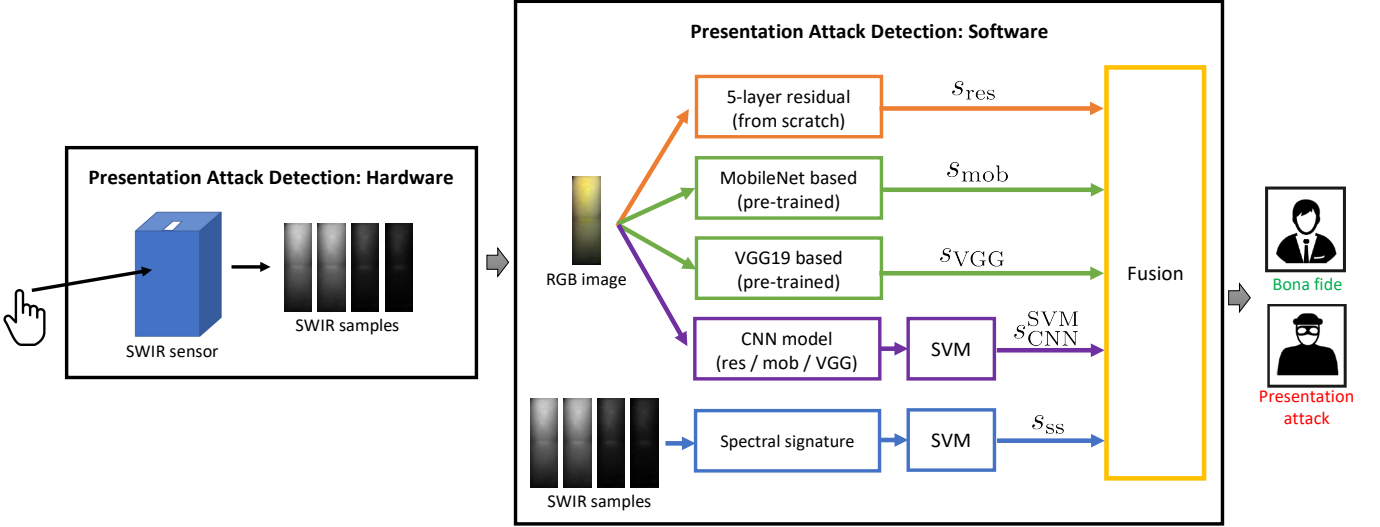 Presentation Attack Detection: Hardware
SWIR sensor
SWIR samples
Presentation Attack Detection: Software
RGB image
5-layer residual
(from scratch)
s_res
MobileNet based
(pre-trained)
s_mob
VGG19 based
(pre-trained)
s_VGG
CNN model
(res / mob / VGG)
SVM
s_CNN^SVM
SWIR samples
Spectral signature
SVM
s_ss
Fusion
Bona fide
Presentation
attack